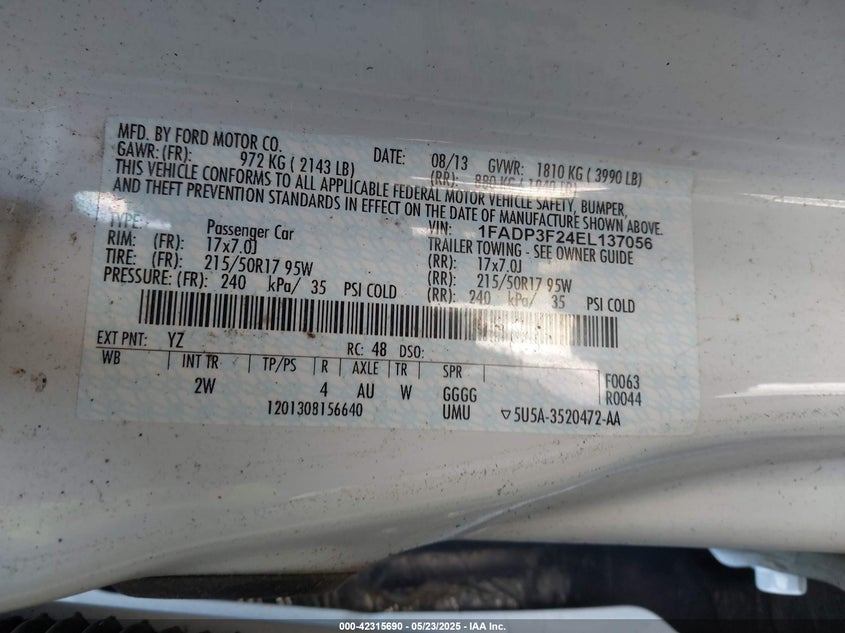 MFD. BY FORD MOTOR CO.
DATE: 08/13 GVWR: 1810 KG ( 3990 LB)
GAWR: (FR): 972 KG ( 2143 LB) (RR): 880 KG ( 1940 LB)
THIS VEHICLE CONFORMS TO ALL APPLICABLE FEDERAL MOTOR VEHICLE SAFETY, BUMPER,
AND THEFT PREVENTION STANDARDS IN EFFECT ON THE DATE OF MANUFACTURE SHOWN ABOVE.
VIN: 1FADP3F24EL137056
TYPE: Passenger Car TRAILER TOWING - SEE OWNER GUIDE
RIM: (FR): 17x7.0J (RR): 17x7.0J
TIRE: (FR): 215/50R17 95W (RR): 215/50R17 95W
PRESSURE: (FR): 240 kPa/ 35 PSI COLD (RR): 240 kPa/ 35 PSI COLD
EXT PNT: YZ RC: 48 DSO:
WB INT TR TP/PS R AXLE TR SPR
2W 4 AU W GGGG F0063
1201308156640 UMU R0044
▽5U5A-3520472-AA
000-42315690 - 05/23/2025 - IAA Inc.